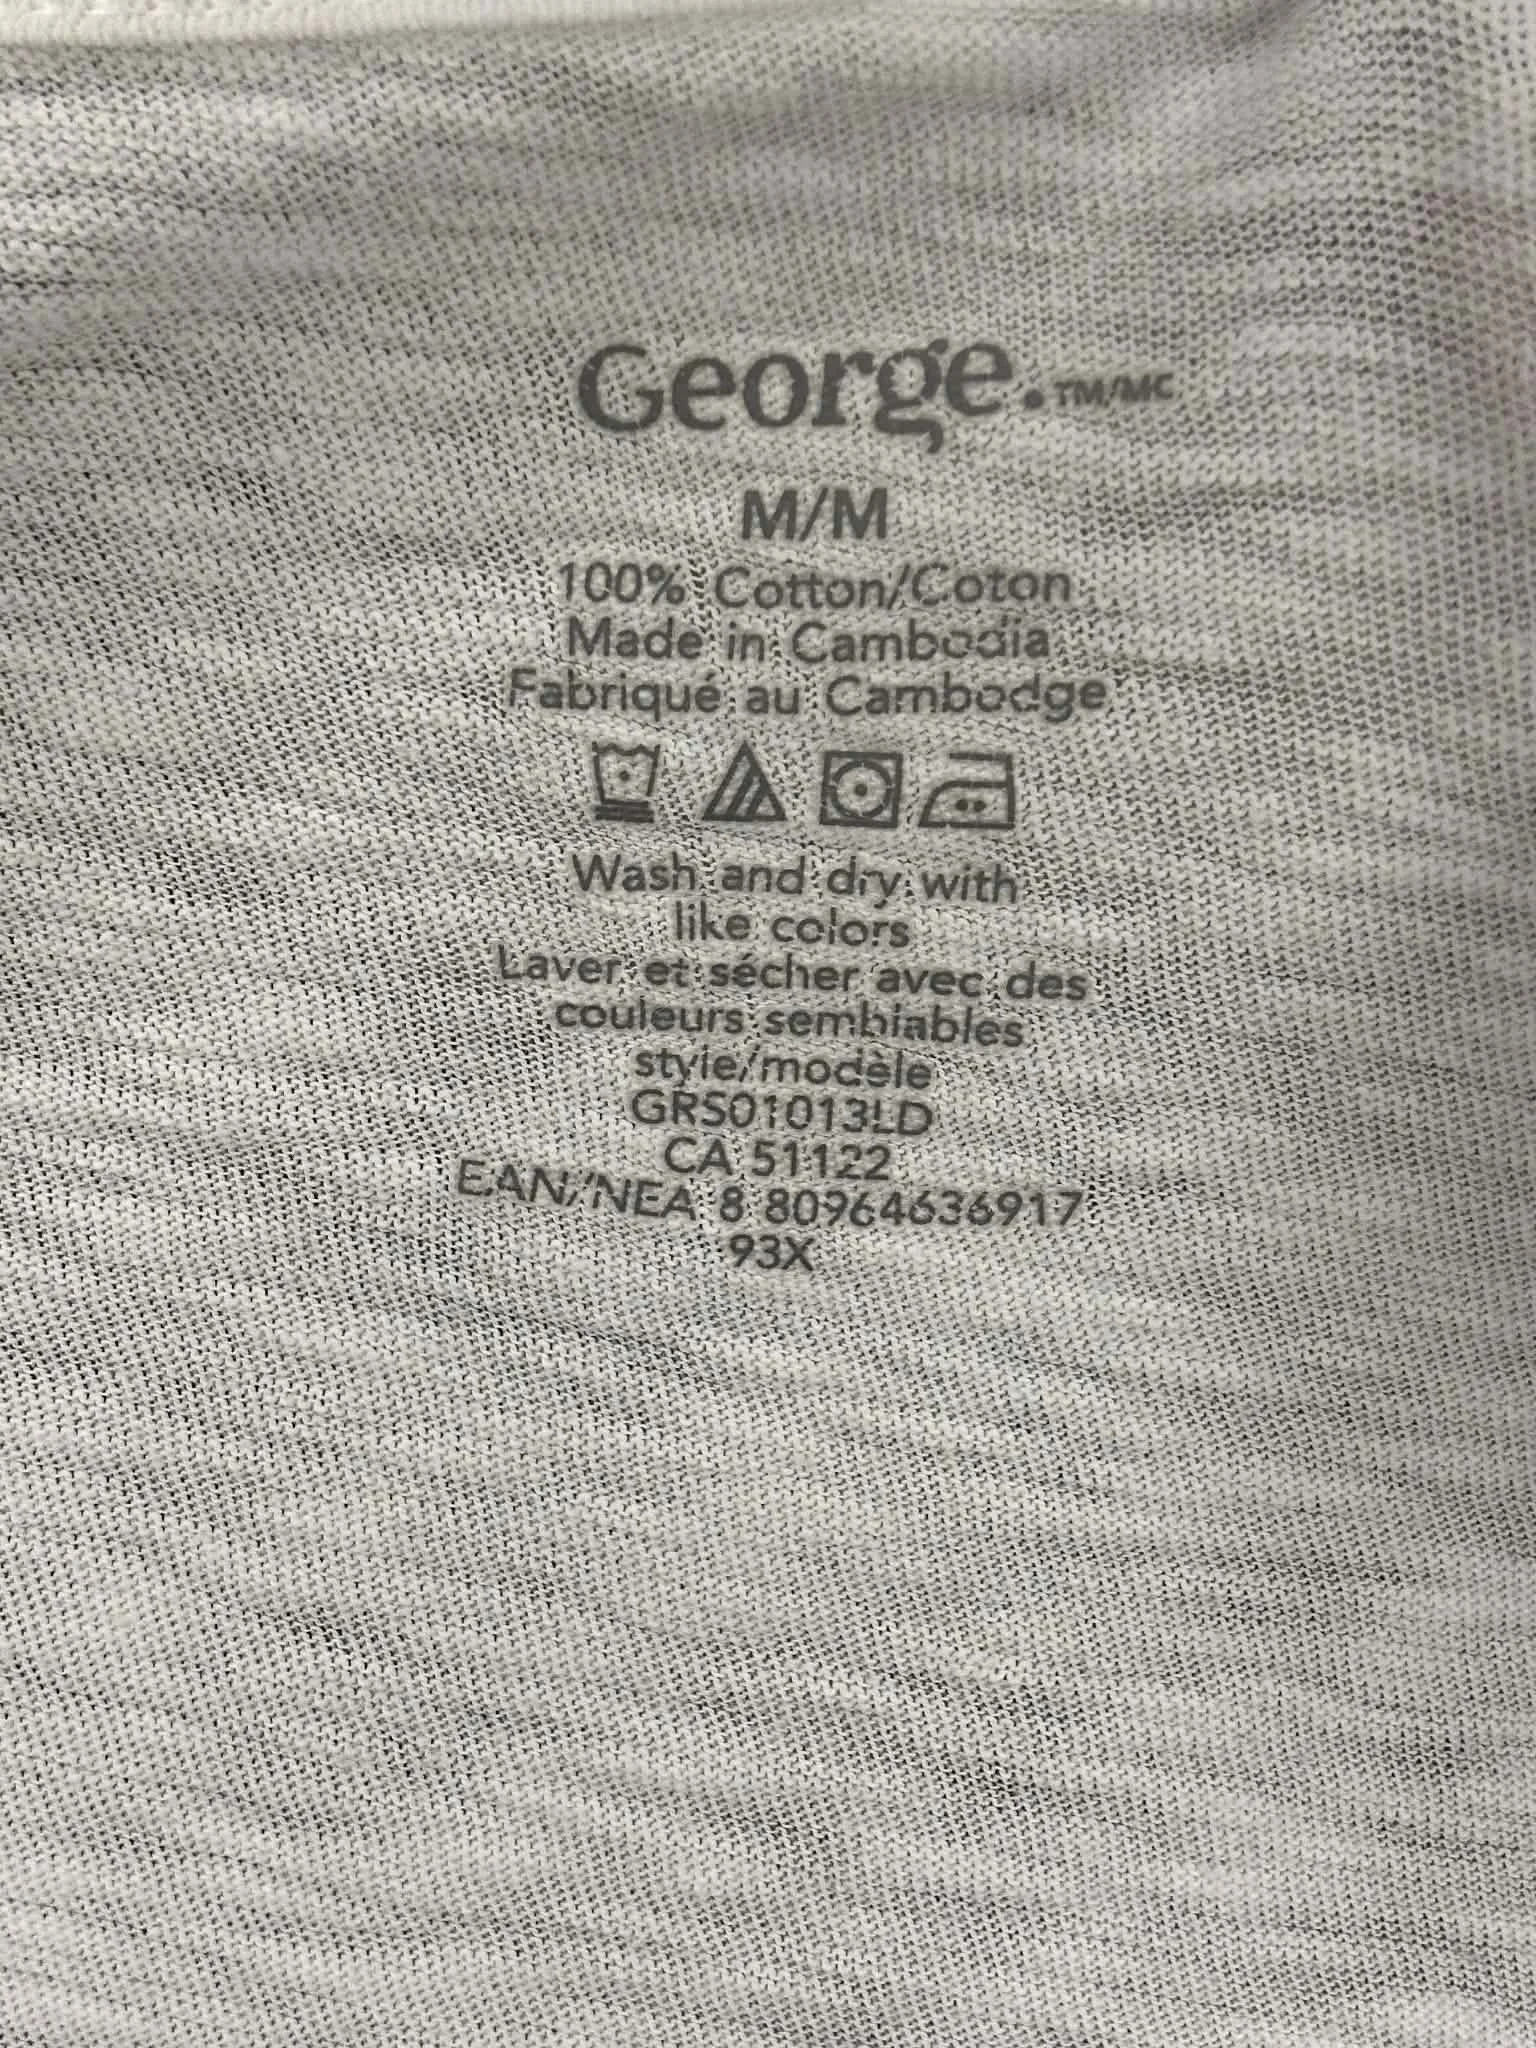 George.™/MC
M/M
100% Cotton/Coton
Made in Cambodia
Fabriqué au Cambodge
Wash and dry with
like colors
Laver et sécher avec des
couleurs semblables
style/modèle
GRS01013LD
CA 51122
EAN/NEA 8 80964636917
93X